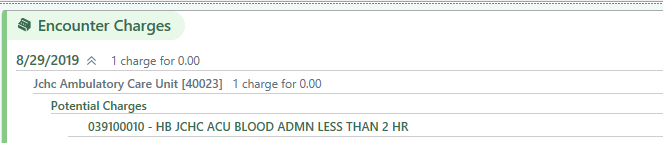 Encounter Charges
8/29/2019 1 charge for 0.00
Jchc Ambulatory Care Unit [40023] 1 charge for 0.00
Potential Charges
039100010 - HB JCHC ACU BLOOD ADMN LESS THAN 2 HR